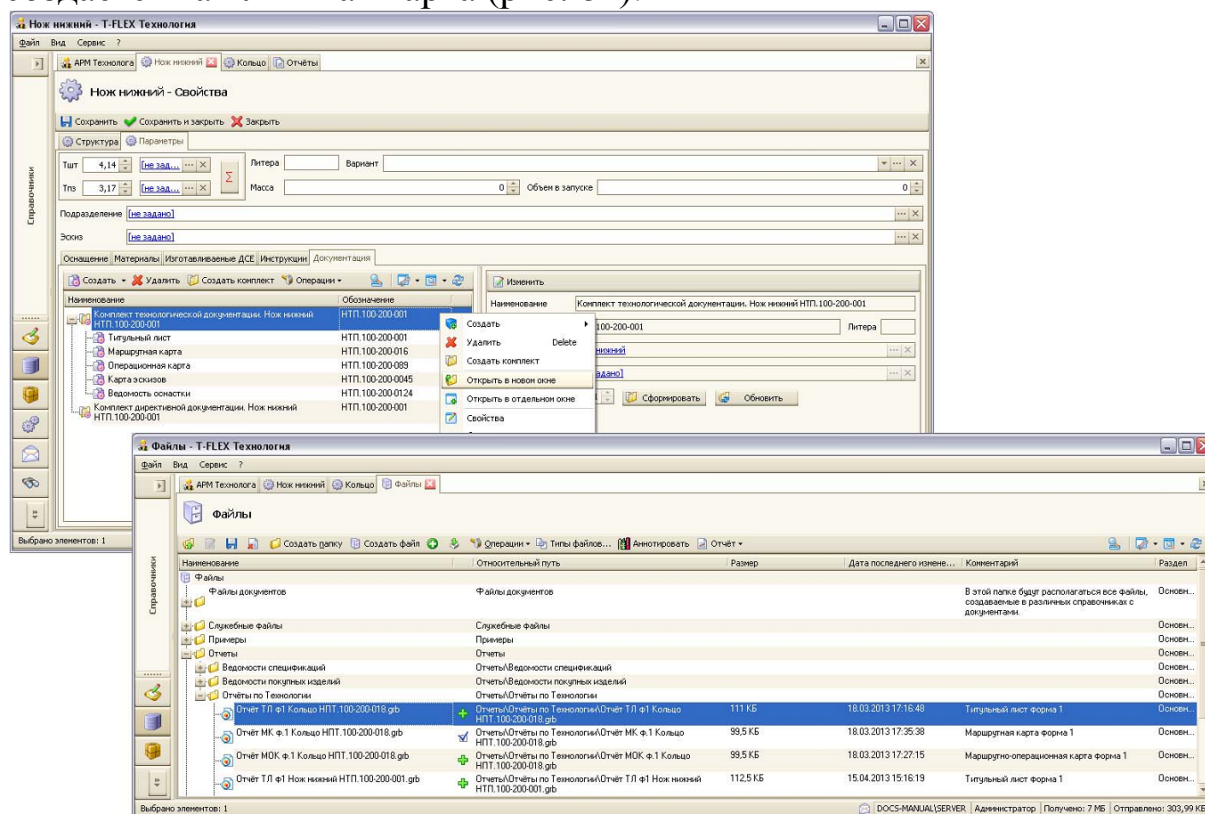 Нож нижний - T-FLEX Технология
Файл Вид Сервис ?
АРМ Технолога Нож нижний Кольцо Отчёты
Нож нижний - Свойства
Сохранить Сохранить и закрыть Закрыть
Структура Параметры
Тшт 4,14 [не зад... ... Σ Литера Вариант
Тпз 3,17 [не зад... ... Масса 0 Объем в запуске 0
Подразделение [не задано]
Эскиз [не задано]
Оснащение Материалы Изготавливаемые ДСЕ Инструкции Документация
Создать Удалить Создать комплект Операции
Изменить
Наименование Обозначение
Комплект технологической документации. Нож нижний НТП.100-200-001
НТП.100-200-001
Титульный лист НТП.100-200-001
Маршрутная карта НТП.100-200-016
Операционная карта НТП.100-200-089
Карта эскизов НТП.100-200-0045
Ведомость оснастки НТП.100-200-0124
Комплект директивной документации. Нож нижний НТП.100-200-001
НТП.100-200-001
Создать
Удалить Delete
Создать комплект
Открыть в новом окне
Открыть в отдельном окне
Свойства
Наименование Комплект технологической документации. Нож нижний НТП.100-200-001
100-200-001 Литера
нижний
адано]
Сформировать Обновить
Справочники
Выбрано элементов: 1
Файлы - T-FLEX Технология
Файл Вид Сервис ?
АРМ Технолога Нож нижний Кольцо Файлы
Файлы
Создать папку Создать файл Операции Типы файлов... Аннотировать Отчёт
Наименование Относительный путь Размер Дата последнего измене... Комментарий Раздел
Файлы
Файлы документов Файлы документов В этой папке будут располагаться все файлы, Основн...
создаваемые в различных справочниках с
документами.
Служебные файлы Служебные файлы Основн...
Примеры Примеры Основн...
Отчеты Отчеты Основн...
Ведомости спецификаций Отчеты\Ведомости спецификаций Основн...
Ведомости покупных изделий Отчеты\Ведомости покупных изделий Основн...
Отчёты по Технологии Отчеты\Отчёты по Технологии Основн...
Отчёт ТЛ ф1 Кольцо НПТ.100-200-018.grb Отчеты\Отчёты по Технологии\Отчёт ТЛ ф1 Кольцо 111 КБ 18.03.2013 17:16:48 Титульный лист форма 1 Основн...
НПТ.100-200-018.grb
Отчёт МК ф.1 Кольцо НПТ.100-200-018.grb Отчеты\Отчёты по Технологии\Отчёт МК ф.1 Кольцо 99,5 КБ 18.03.2013 17:35:38 Маршрутная карта форма 1 Основн...
НПТ.100-200-018.grb
Отчёт МОК ф.1 Кольцо НПТ.100-200-018.grb Отчеты\Отчёты по Технологии\Отчёт МОК ф.1 Кольцо 99,5 КБ 18.03.2013 17:27:15 Маршрутно-операционная карта форма 1 Основн...
НПТ.100-200-018.grb
Отчёт ТЛ ф1 Нож нижний НТП.100-200-001.grb Отчеты\Отчёты по Технологии\Отчёт ТЛ ф1 Нож нижний 112,5 КБ 15.04.2013 15:16:19 Титульный лист форма 1 Основн...
НТП.100-200-001.grb
Справочники
Выбрано элементов: 1 DOCS-MANUAL\SERVER Администратор Получено: 7 МБ Отправлено: 303,99 КБ